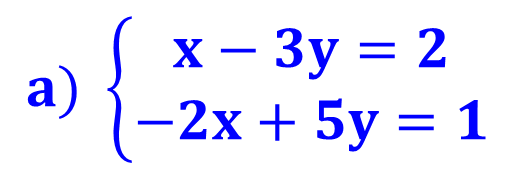 a) { x − 3y = 2
−2x + 5y = 1